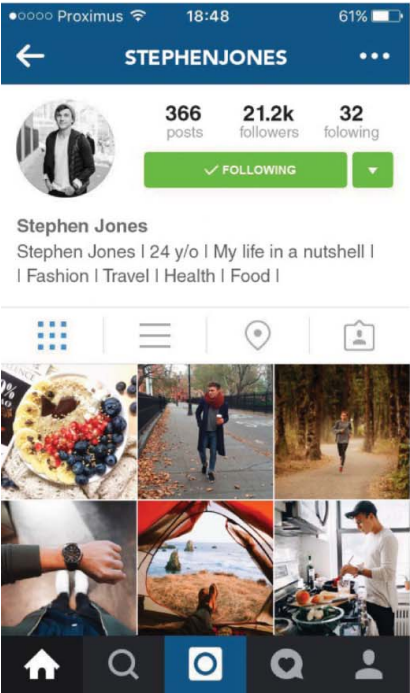 Proximus 18:48 61%
STEPHENJONES
366 21.2k 32
posts followers folowing
FOLLOWING
Stephen Jones
Stephen Jones | 24 y/o | My life in a nutshell |
| Fashion | Travel | Health | Food |